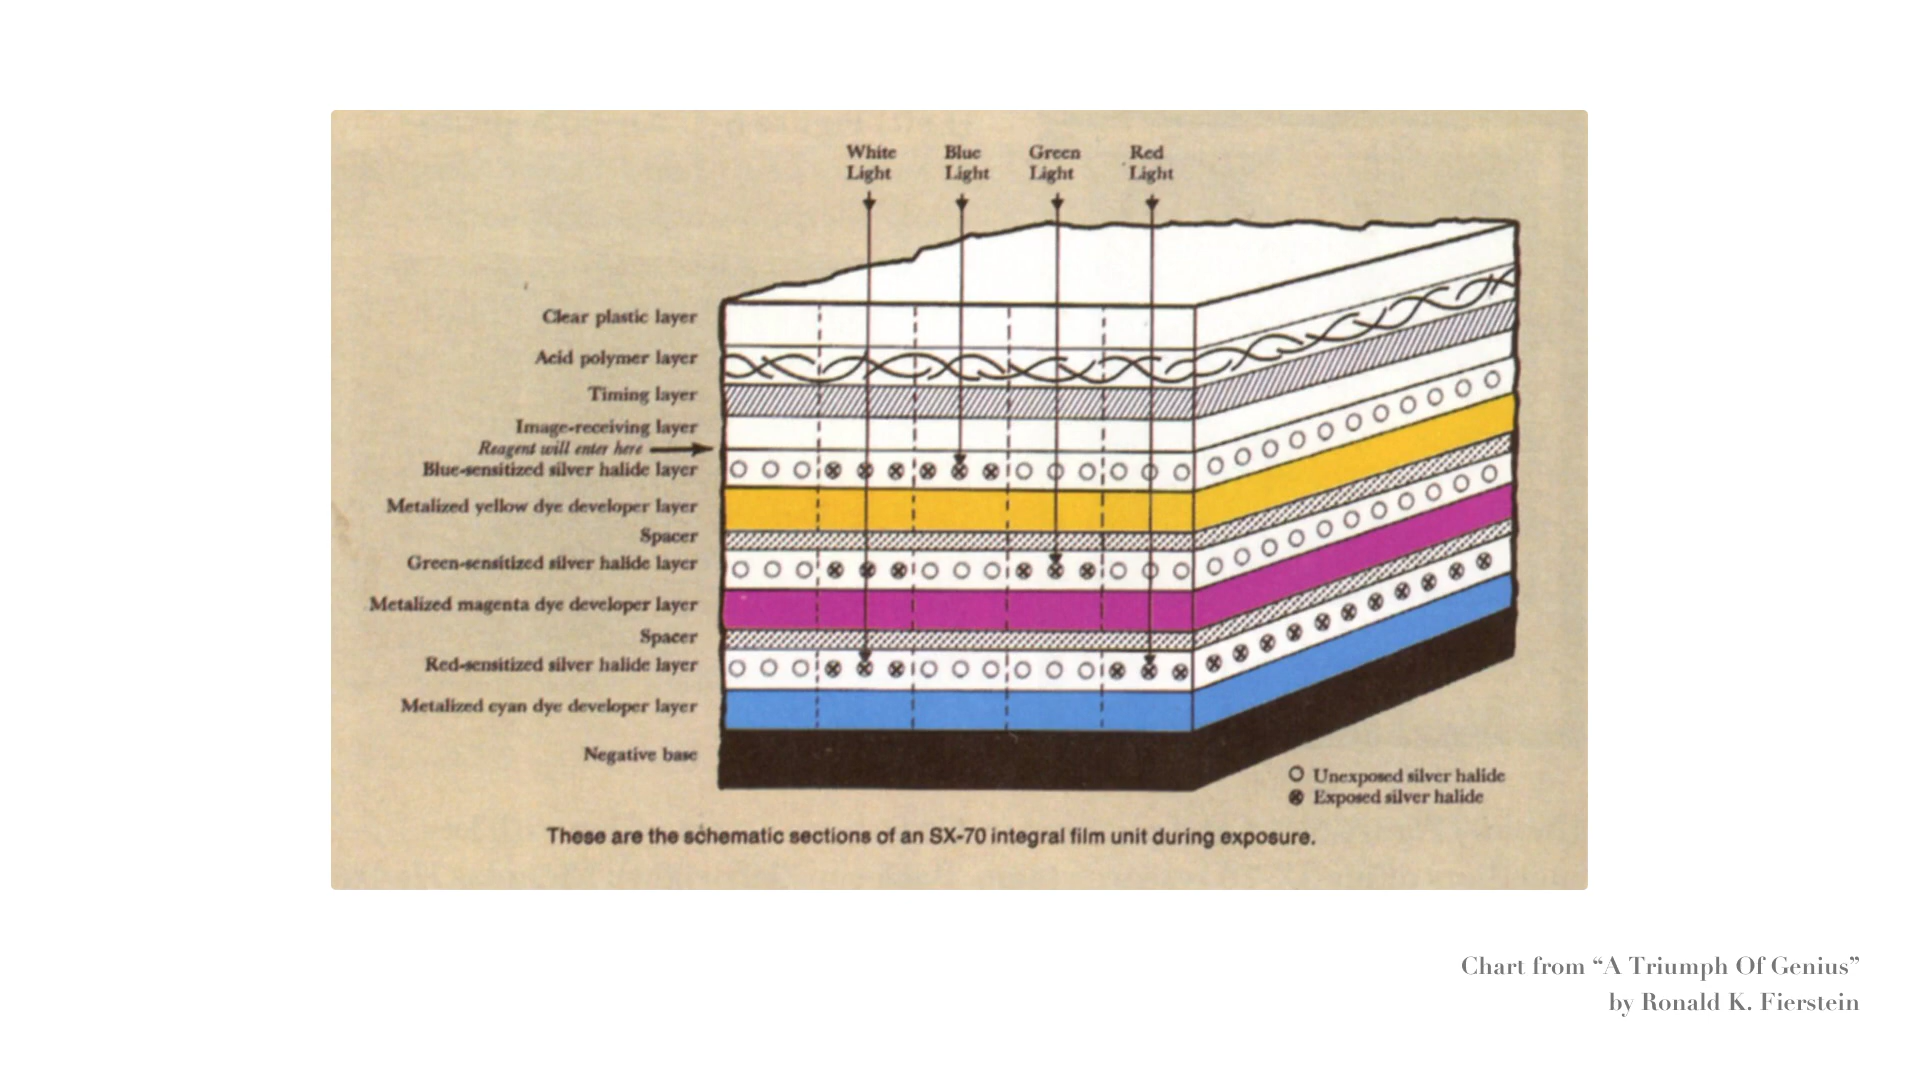 White Light
Blue Light
Green Light
Red Light
Clear plastic layer
Acid polymer layer
Timing layer
Image-receiving layer
Reagent will enter here
Blue-sensitized silver halide layer
Metalized yellow dye developer layer
Spacer
Green-sensitized silver halide layer
Metalized magenta dye developer layer
Spacer
Red-sensitized silver halide layer
Metalized cyan dye developer layer
Negative base
Unexposed silver halide
Exposed silver halide
These are the schematic sections of an SX-70 integral film unit during exposure.
Chart from “A Triumph Of Genius”
by Ronald K. Fierstein